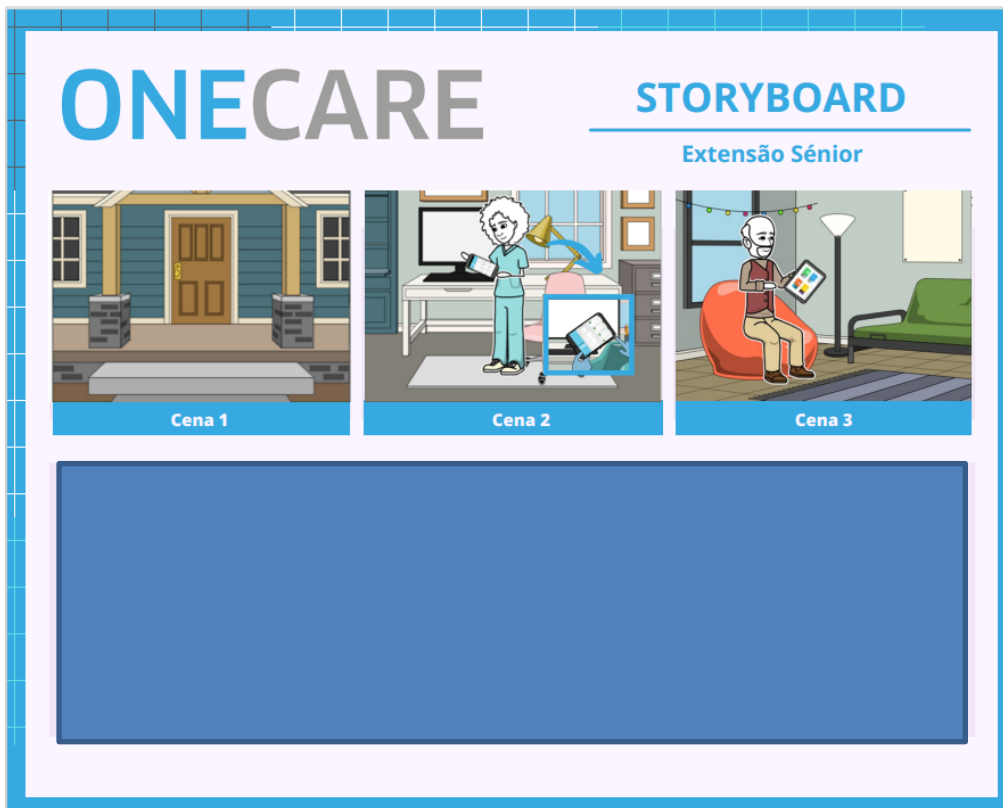 ONECARE
STORYBOARD
Extensão Sénior
Cena 1
Cena 2
Cena 3